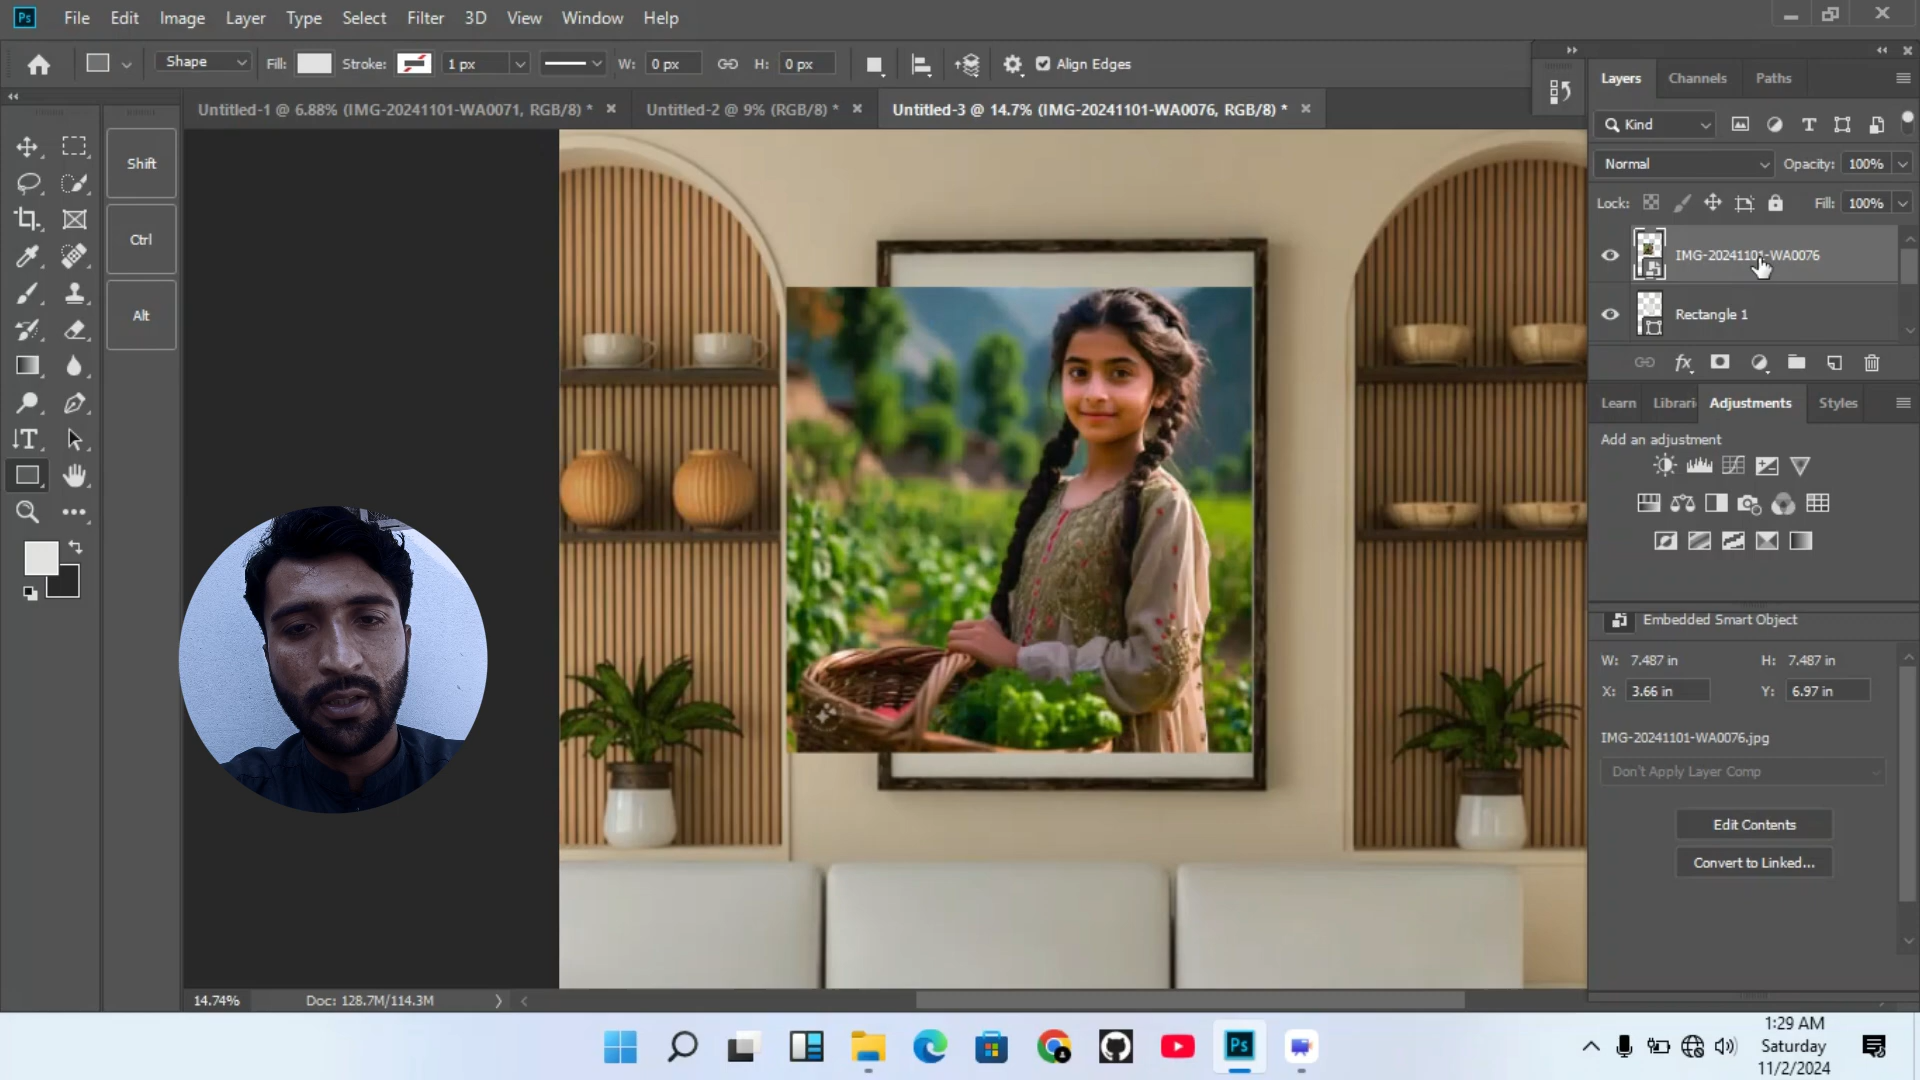 Ps File Edit Image Layer Type Select Filter 3D View Window Help
Shape Fill: Stroke: 1 px W: 0 px H: 0 px Align Edges
Untitled-1 @ 6.88% (IMG-20241101-WA0071, RGB/8) * Untitled-2 @ 9% (RGB/8) * Untitled-3 @ 14.7% (IMG-20241101-WA0076, RGB/8) *
Shift
Ctrl
Alt
Layers Channels Paths
Kind
Normal Opacity: 100%
Lock: Fill: 100%
IMG-20241101-WA0076
Rectangle 1
Learn Librari Adjustments Styles
Add an adjustment
Embedded Smart Object
W: 7.487 in H: 7.487 in
X: 3.66 in Y: 6.97 in
IMG-20241101-WA0076.jpg
Don't Apply Layer Comp
Edit Contents
Convert to Linked...
14.74% Doc: 128.7M/114.3M
Ps
1:29 AM
Saturday
11/2/2024